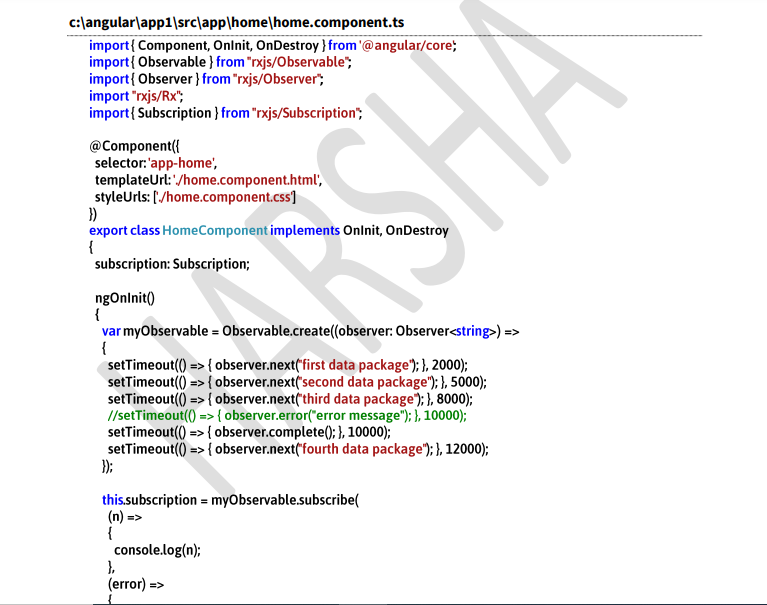 c:\angular\app1\src\app\home\home.component.ts
import { Component, OnInit, OnDestroy } from '@angular/core';
import { Observable } from "rxjs/Observable";
import { Observer } from "rxjs/Observer";
import "rxjs/Rx";
import { Subscription } from "rxjs/Subscription";
@Component({
selector: 'app-home',
templateUrl: './home.component.html',
styleUrls: ['./home.component.css']
})
export class HomeComponent implements OnInit, OnDestroy
{
subscription: Subscription;
ngOnInit()
{
var myObservable = Observable.create((observer: Observer<string>) =>
{
setTimeout(() => { observer.next("first data package"); }, 2000);
setTimeout(() => { observer.next("second data package"); }, 5000);
setTimeout(() => { observer.next("third data package"); }, 8000);
//setTimeout(() => { observer.error("error message"); }, 10000);
setTimeout(() => { observer.complete(); }, 10000);
setTimeout(() => { observer.next("fourth data package"); }, 12000);
});
this.subscription = myObservable.subscribe(
(n) =>
{
console.log(n);
},
(error) =>
{
HARSHA